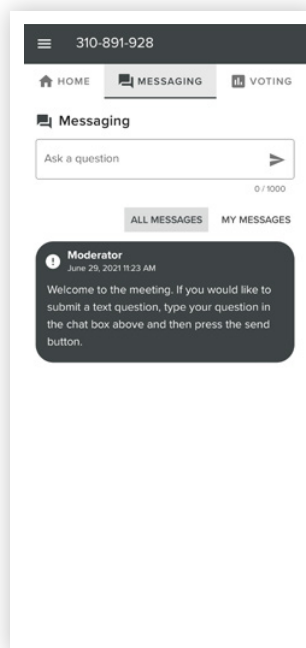 310-891-928
HOME MESSAGING VOTING
Messaging
Ask a question
0 / 1000
ALL MESSAGES MY MESSAGES
Moderator
June 29, 2021 11:23 AM
Welcome to the meeting. If you would like to
submit a text question, type your question in
the chat box above and then press the send
button.